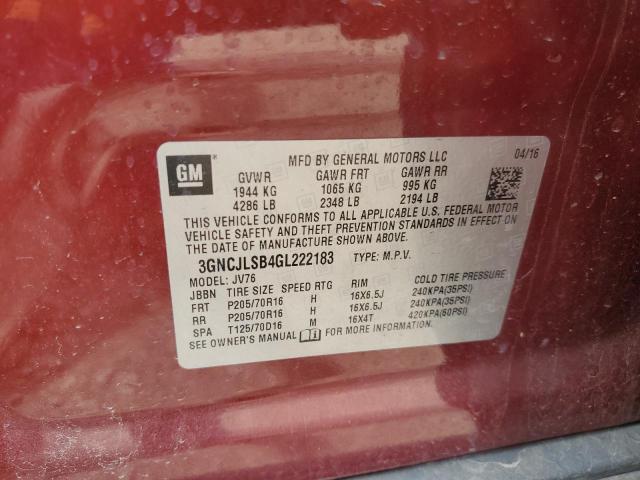 GM
MFD BY GENERAL MOTORS LLC 04/16
GVWR GAWR FRT GAWR RR
1944 KG 1065 KG 995 KG
4286 LB 2348 LB 2194 LB
THIS VEHICLE CONFORMS TO ALL APPLICABLE U.S. FEDERAL MOTOR
VEHICLE SAFETY AND THEFT PREVENTION STANDARDS IN EFFECT ON
THE DATE OF MANUFACTURE SHOWN ABOVE.
3GNCJLSB4GL222183 TYPE: M.P.V.
MODEL: JV76
JBBN TIRE SIZE SPEED RTG RIM COLD TIRE PRESSURE
FRT P205/70R16 H 16X6.5J 240KPA(35PSI)
RR P205/70R16 H 16X6.5J 240KPA(35PSI)
SPA T125/70D16 M 16X4T 420KPA(60PSI)
SEE OWNER'S MANUAL FOR MORE INFORMATION.